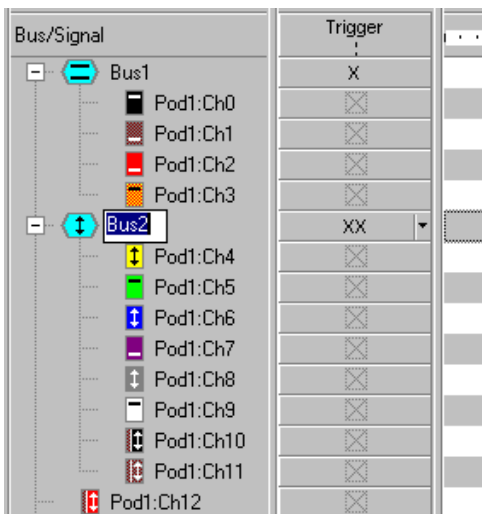 Bus/Signal Trigger
Bus1 X
Pod1:Ch0
Pod1:Ch1
Pod1:Ch2
Pod1:Ch3
Bus2 XX
Pod1:Ch4
Pod1:Ch5
Pod1:Ch6
Pod1:Ch7
Pod1:Ch8
Pod1:Ch9
Pod1:Ch10
Pod1:Ch11
Pod1:Ch12